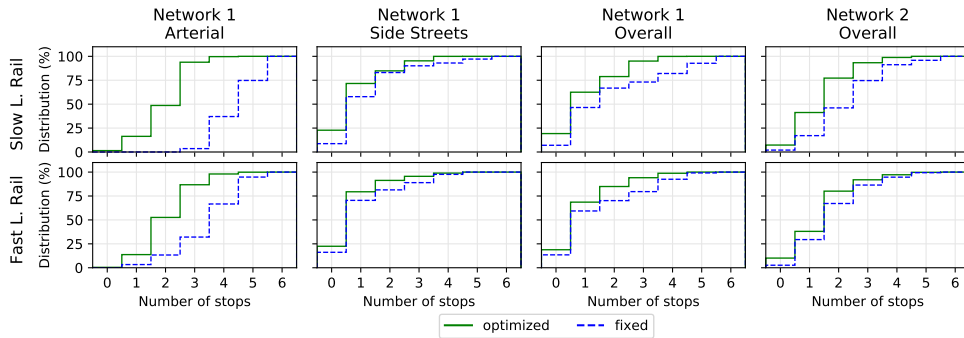 Network 1
Arterial
Network 1
Side Streets
Network 1
Overall
Network 2
Overall
Slow L. Rail
Distribution (%)
100
75
50
25
0
Fast L. Rail
Distribution (%)
100
75
50
25
0
0 1 2 3 4 5 6
0 1 2 3 4 5 6
0 1 2 3 4 5 6
0 1 2 3 4 5 6
Number of stops
Number of stops
Number of stops
Number of stops
optimized fixed